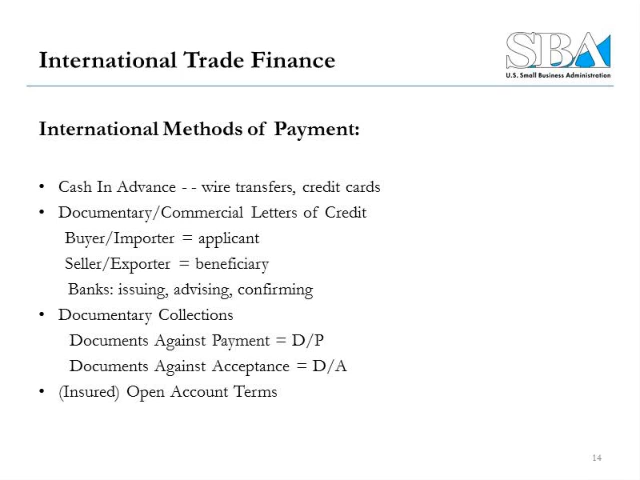 International Trade Finance
SBA
U.S. Small Business Administration
International Methods of Payment:
• Cash In Advance - - wire transfers, credit cards
• Documentary/Commercial Letters of Credit
Buyer/Importer = applicant
Seller/Exporter = beneficiary
Banks: issuing, advising, confirming
• Documentary Collections
Documents Against Payment = D/P
Documents Against Acceptance = D/A
• (Insured) Open Account Terms
14